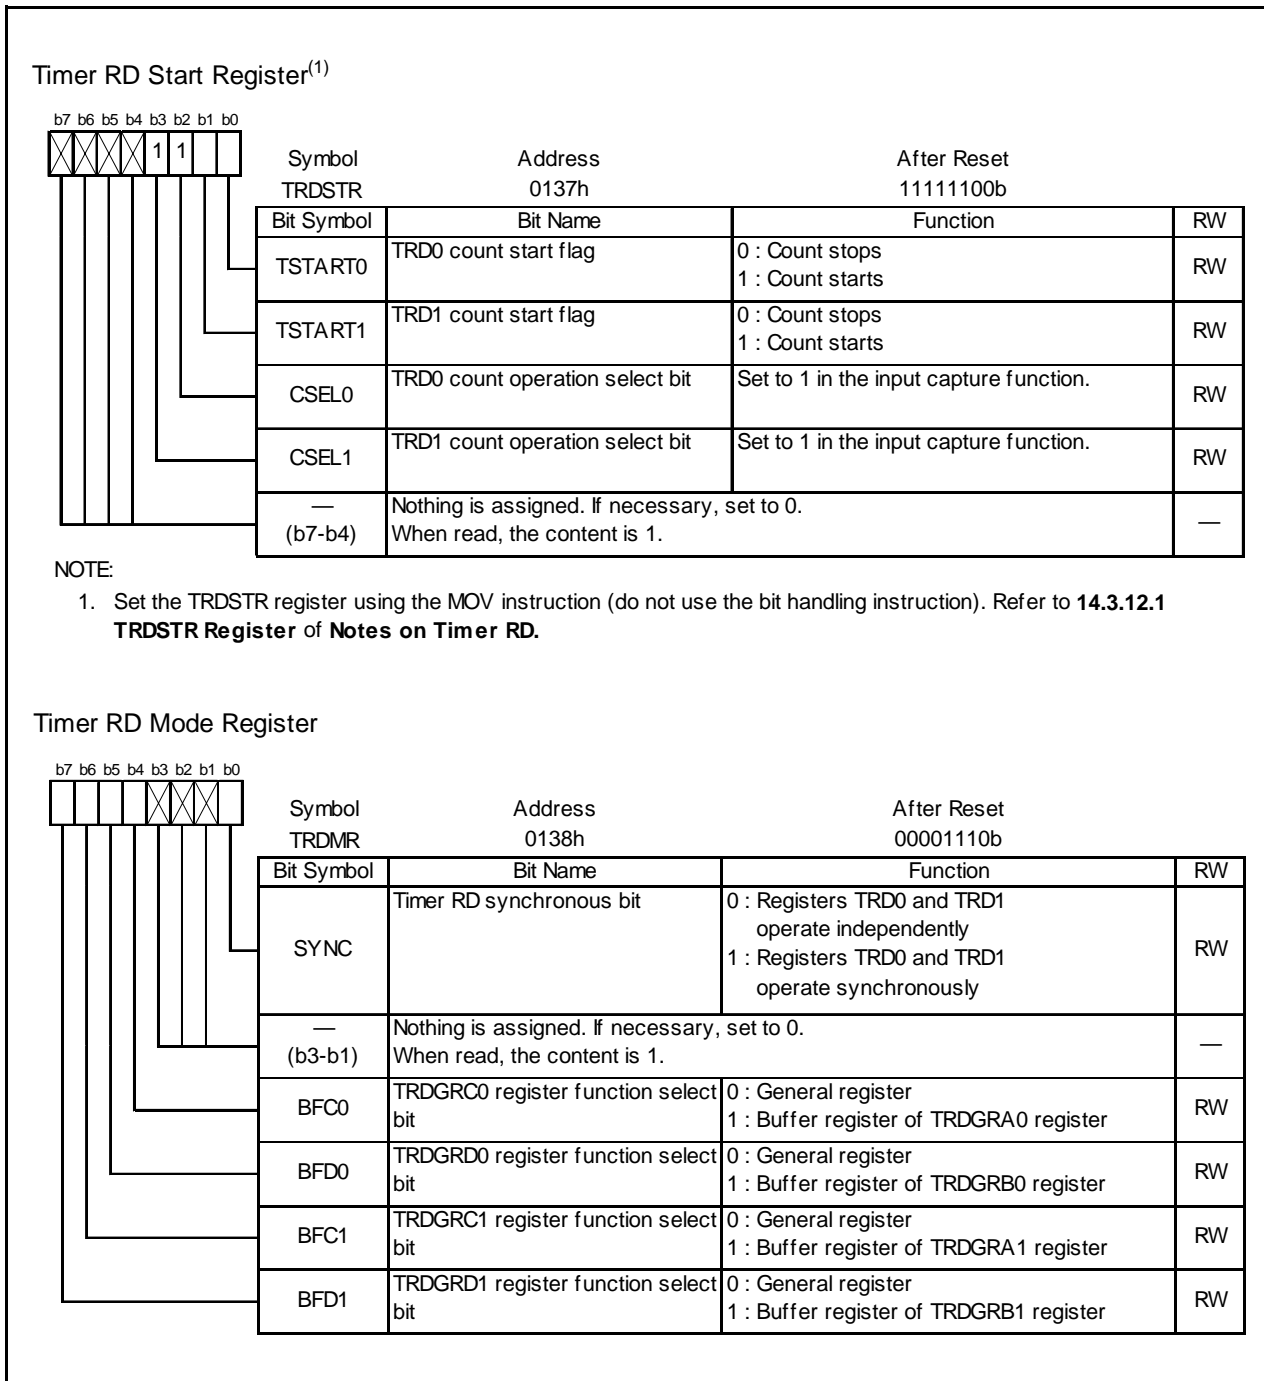 Timer RD Start Register(1)
b7 b6 b5 b4 b3 b2 b1 b0
1 1
Symbol Address After Reset
TRDSTR 0137h 11111100b
Bit Symbol Bit Name Function RW
TSTART0 TRD0 count start flag 0 : Count stops RW
1 : Count starts
TSTART1 TRD1 count start flag 0 : Count stops RW
1 : Count starts
CSEL0 TRD0 count operation select bit Set to 1 in the input capture function. RW
CSEL1 TRD1 count operation select bit Set to 1 in the input capture function. RW
— Nothing is assigned. If necessary, set to 0. —
(b7-b4) When read, the content is 1.
NOTE:
1. Set the TRDSTR register using the MOV instruction (do not use the bit handling instruction). Refer to 14.3.12.1
TRDSTR Register of Notes on Timer RD.
Timer RD Mode Register
b7 b6 b5 b4 b3 b2 b1 b0
Symbol Address After Reset
TRDMR 0138h 00001110b
Bit Symbol Bit Name Function RW
SYNC Timer RD synchronous bit 0 : Registers TRD0 and TRD1 RW
operate independently
1 : Registers TRD0 and TRD1
operate synchronously
— Nothing is assigned. If necessary, set to 0. —
(b3-b1) When read, the content is 1.
BFC0 TRDGRC0 register function select 0 : General register RW
bit 1 : Buffer register of TRDGRA0 register
BFD0 TRDGRD0 register function select 0 : General register RW
bit 1 : Buffer register of TRDGRB0 register
BFC1 TRDGRC1 register function select 0 : General register RW
bit 1 : Buffer register of TRDGRA1 register
BFD1 TRDGRD1 register function select 0 : General register RW
bit 1 : Buffer register of TRDGRB1 register